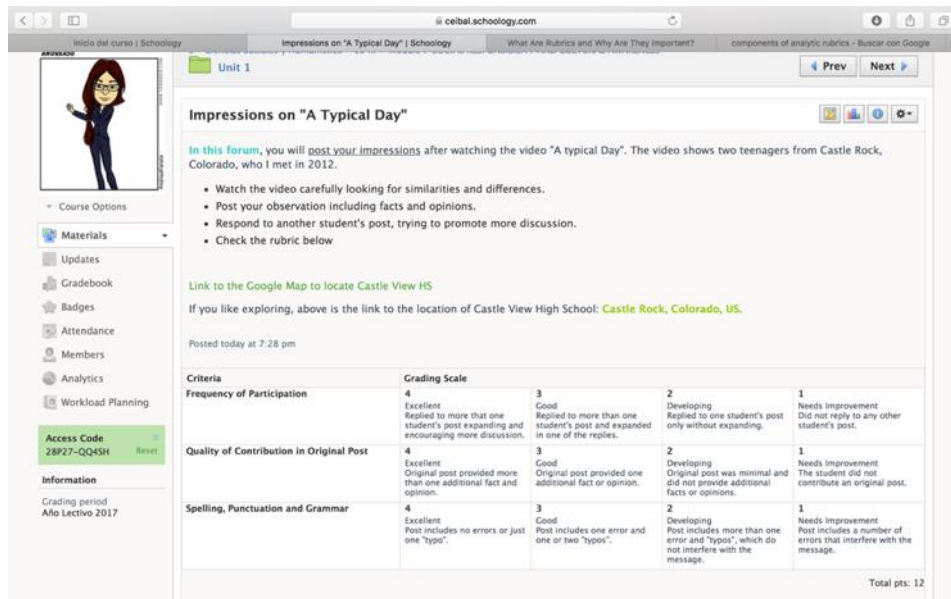 ceibal.schoology.com
Inicio del curso | Schoology
Impressions on "A Typical Day" | Schoology
What Are Rubrics and Why Are They Important?
components of analytic rubrics - Buscar con Google
Unit 1
Prev
Next
Impressions on "A Typical Day"
In this forum, you will post your impressions after watching the video "A typical Day". The video shows two teenagers from Castle Rock,
Colorado, who I met in 2012.
• Watch the video carefully looking for similarities and differences.
• Post your observation including facts and opinions.
• Respond to another student's post, trying to promote more discussion.
• Check the rubric below
Link to the Google Map to locate Castle View HS
If you like exploring, above is the link to the location of Castle View High School: Castle Rock, Colorado, US.
Posted today at 7:28 pm
Course Options
Materials
Updates
Gradebook
Badges
Attendance
Members
Analytics
Workload Planning
Access Code
28P27-QQ4SH Reset
Information
Grading period
Año Lectivo 2017
Criteria
Grading Scale
Frequency of Participation
4
Excellent
Replied to more that one
student's post expanding and
encouraging more discussion.
3
Good
Replied to more than one
student's post and expanded
in one of the replies.
2
Developing
Replied to one student's post
only without expanding.
1
Needs Improvement
Did not reply to any other
student's post.
Quality of Contribution in Original Post
4
Excellent
Original post provided more
than one additional fact and
opinion.
3
Good
Original post provided one
additional fact or opinion.
2
Developing
Original post was minimal and
did not provide additional
facts or opinions.
1
Needs Improvement
The student did not
contribute an original post.
Spelling, Punctuation and Grammar
4
Excellent
Post includes no errors or just
one "typo".
3
Good
Post includes one error and
one or two "typos".
2
Developing
Post includes more than one
error and "typos", which do
not interfere with the
message.
1
Needs Improvement
Post includes a number of
errors that interfere with the
message.
Total pts: 12